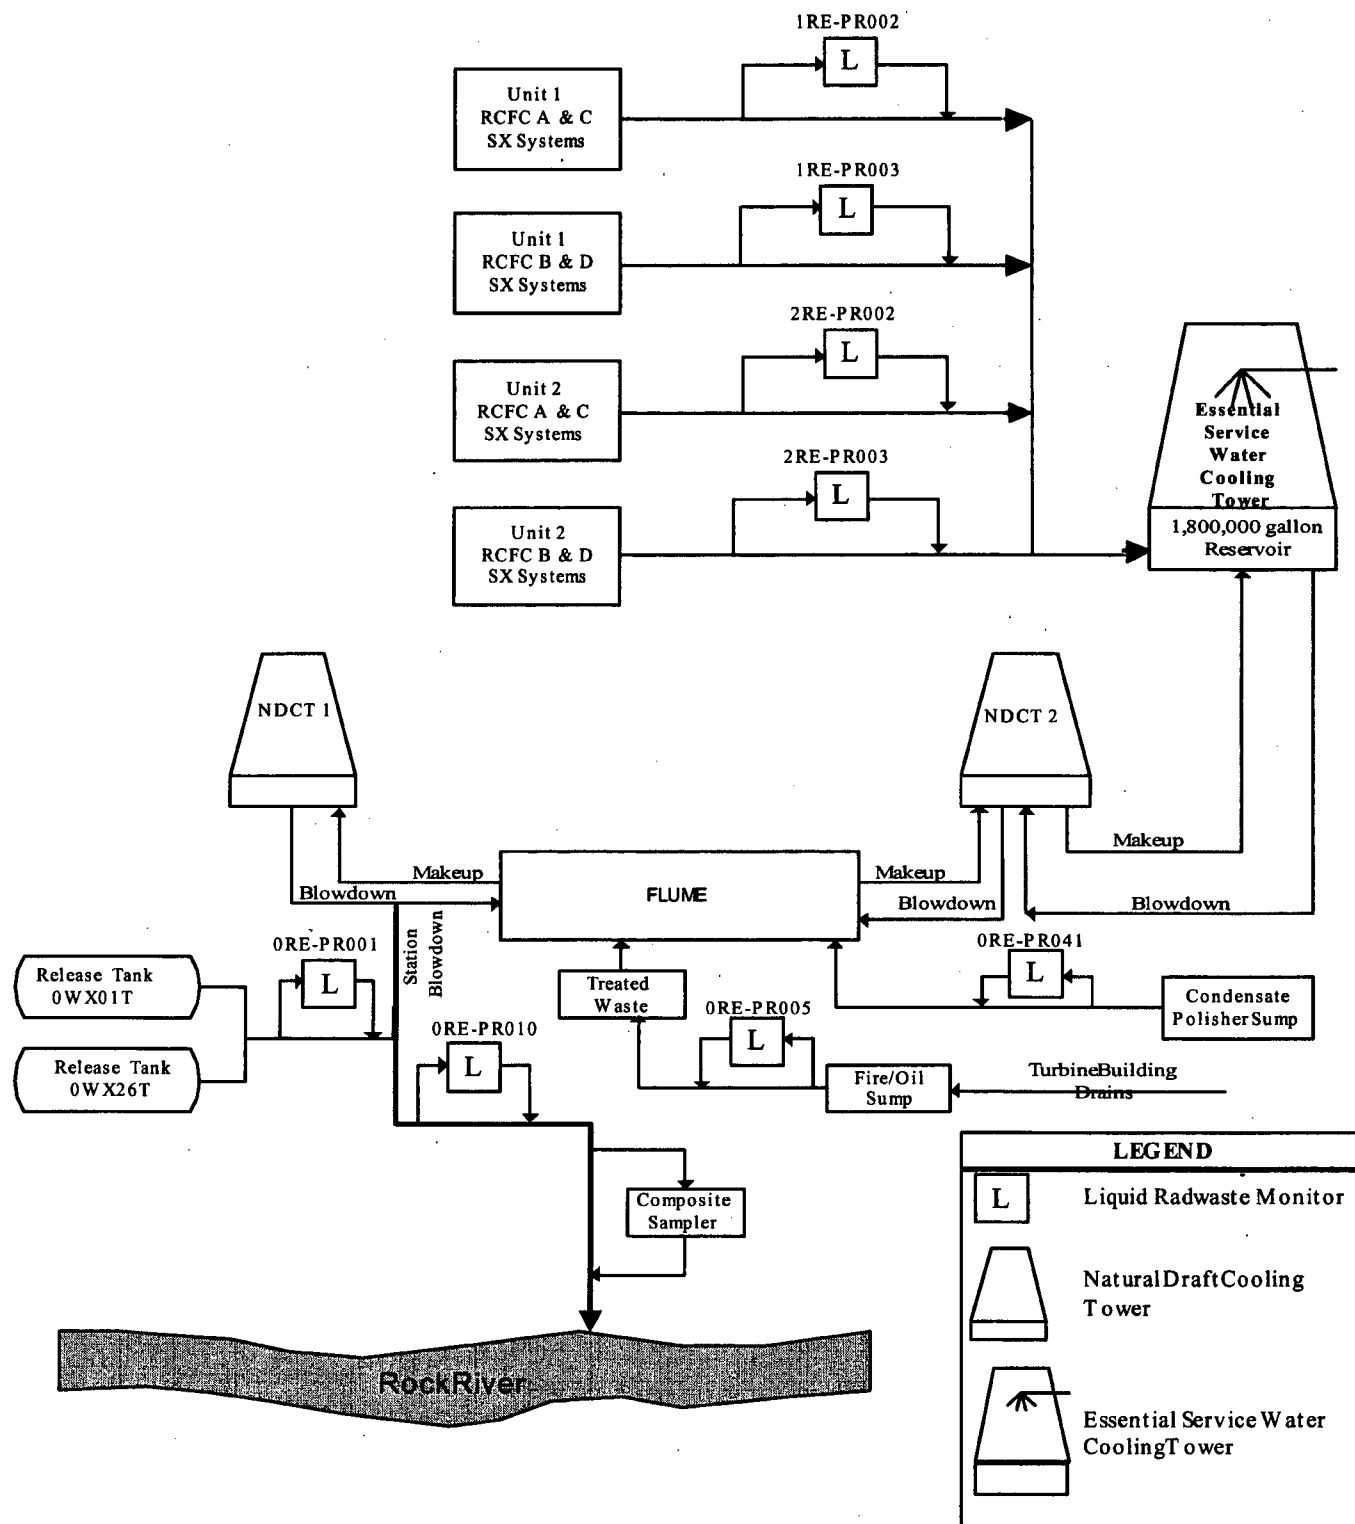 1RE-PR002
L
Unit 1
RCFC A & C
SX Systems
1RE-PR003
L
Unit 1
RCFC B & D
SX Systems
2RE-PR002
L
Unit 2
RCFC A & C
SX Systems
2RE-PR003
L
Unit 2
RCFC B & D
SX Systems
Essential
Service
Water
Cooling
Tower
1,800,000 gallon
Reservoir
NDCT 1
NDCT 2
Makeup
Blowdown
FLUME
Makeup
Blowdown
Makeup
Blowdown
Station
Blowdown
0RE-PR001
L
Release Tank
0WX01T
Release Tank
0WX26T
0RE-PR010
L
Treated
Waste
0RE-PR005
L
0RE-PR041
L
Condensate
Polisher Sump
Fire/Oil
Sump
Turbine Building
Drains
Composite
Sampler
Rock River
LEGEND
L
Liquid Radwaste Monitor
Natural Draft Cooling
Tower
Essential Service Water
Cooling Tower